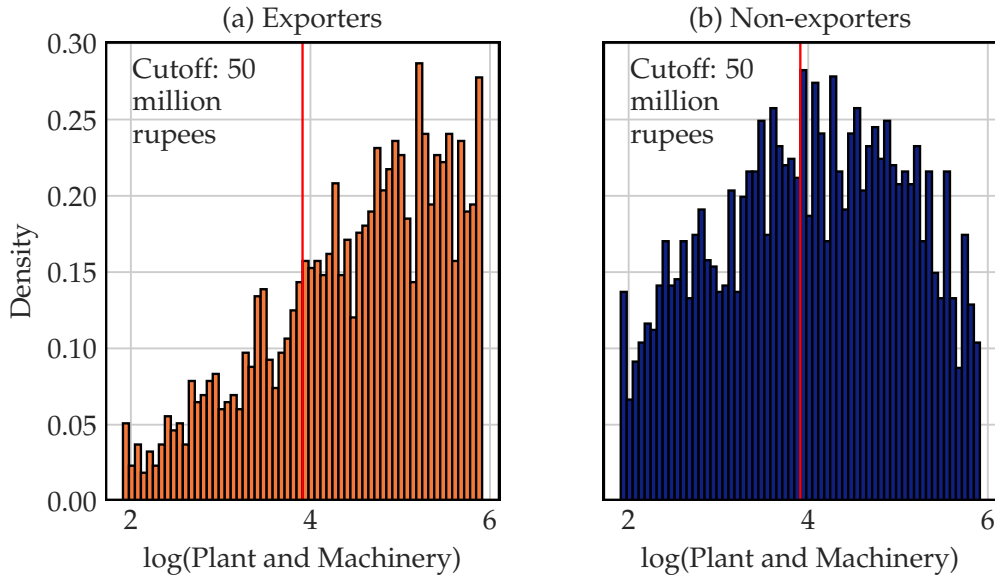 (a) Exporters
(b) Non-exporters
Cutoff: 50
million
rupees
Cutoff: 50
million
rupees
Density
0.30
0.25
0.20
0.15
0.10
0.05
0.00
2 4 6
2 4 6
log(Plant and Machinery)
log(Plant and Machinery)